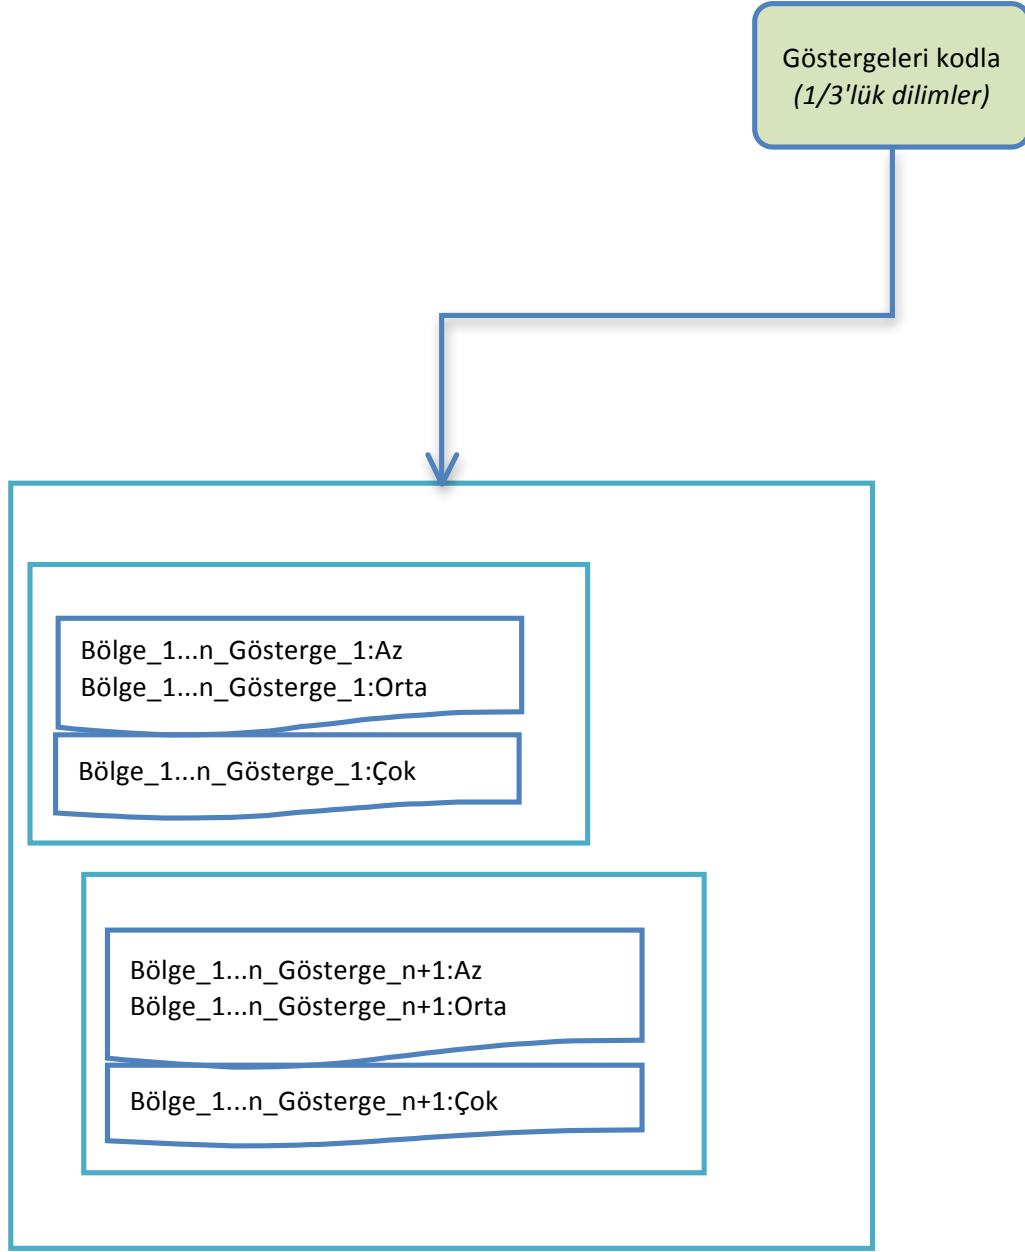 Göstergeleri kodla
(1/3'lük dilimler)
Bölge_1...n_Gösterge_1:Az
Bölge_1...n_Gösterge_1:Orta
Bölge_1...n_Gösterge_1:Çok
Bölge_1...n_Gösterge_n+1:Az
Bölge_1...n_Gösterge_n+1:Orta
Bölge_1...n_Gösterge_n+1:Çok